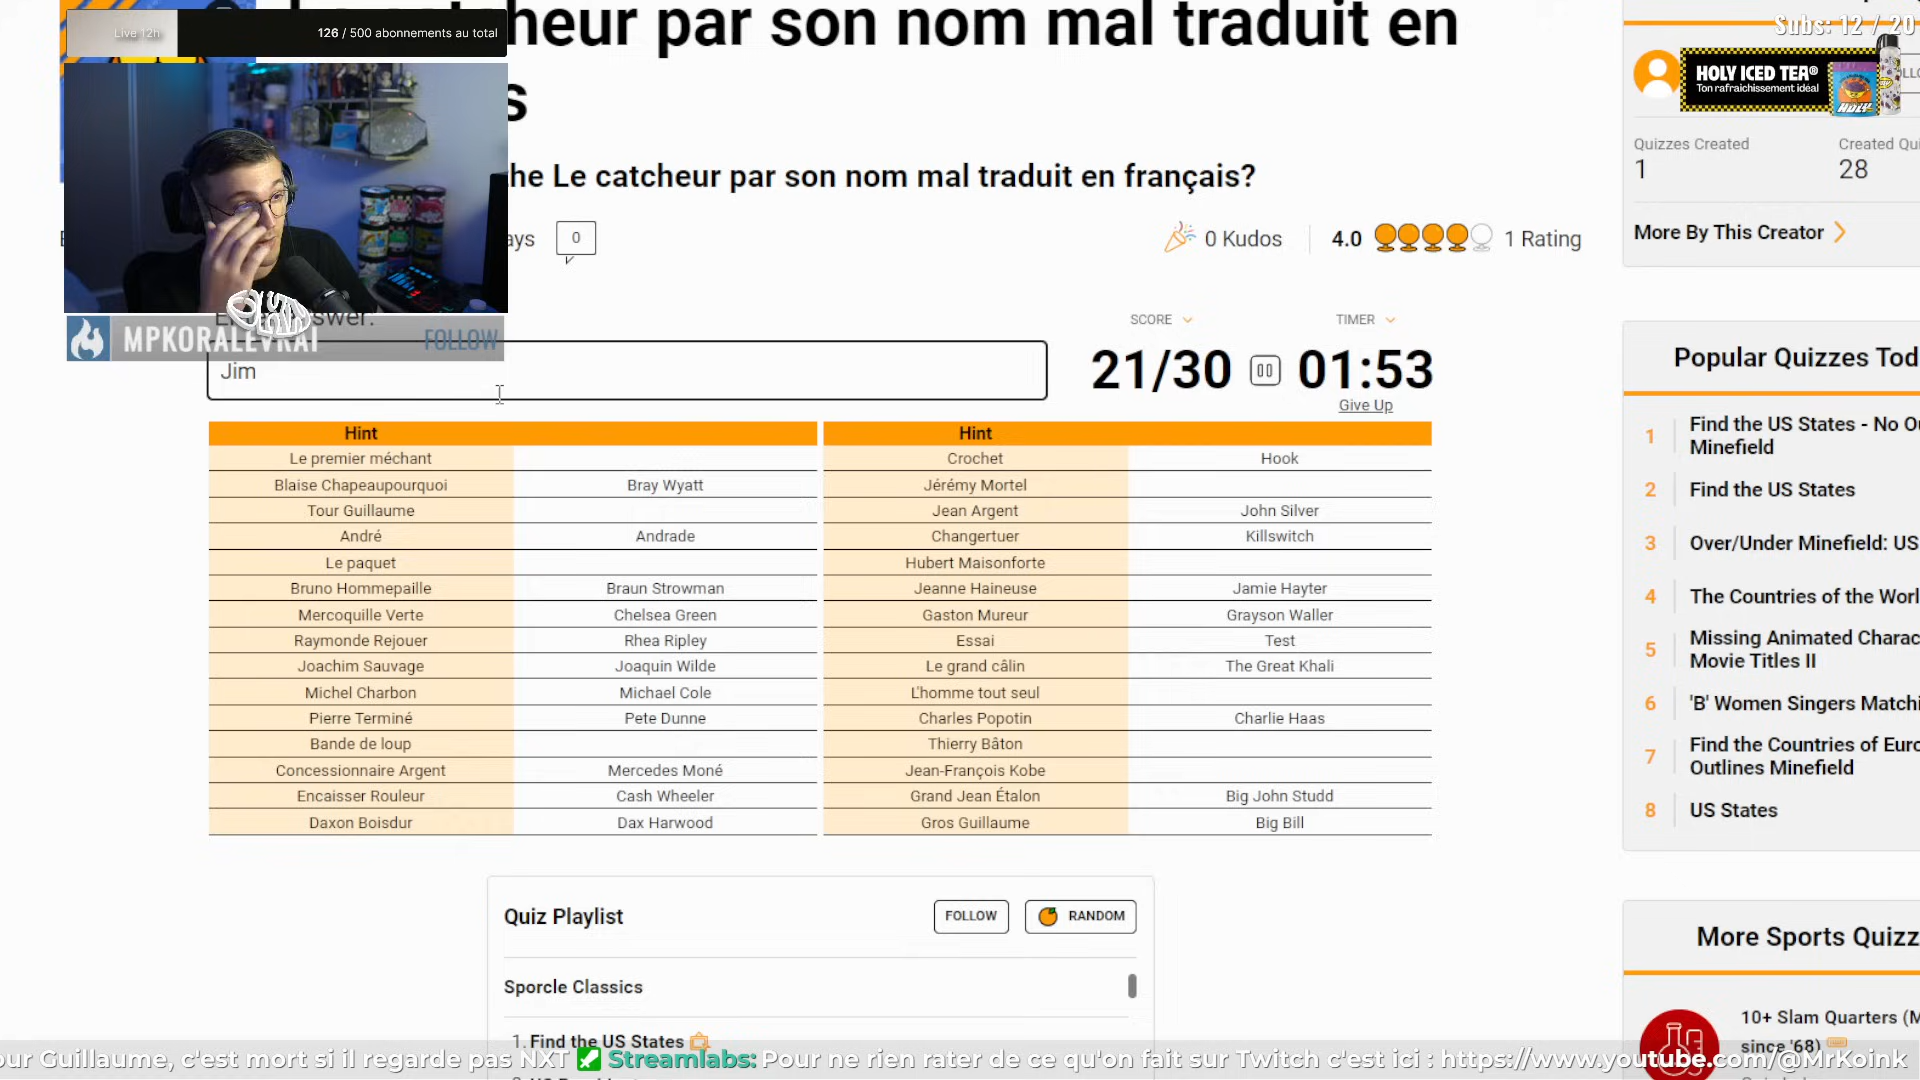 Live 12h
126 / 500 abonnements au total
heur par son nom mal traduit en
s
he Le catcheur par son nom mal traduit en français?
ays
0
0 Kudos
4.0
1 Rating
MPKORALEVRAI
FOLLOW
Jim
SCORE
TIMER
21/30
01:53
Give Up
Hint
Le premier méchant
Blaise Chapeaupourquoi Bray Wyatt
Tour Guillaume
André Andrade
Le paquet
Bruno Hommepaille Braun Strowman
Mercoquille Verte Chelsea Green
Raymonde Rejouer Rhea Ripley
Joachim Sauvage Joaquin Wilde
Michel Charbon Michael Cole
Pierre Terminé Pete Dunne
Bande de loup
Concessionnaire Argent Mercedes Moné
Encaisser Rouleur Cash Wheeler
Daxon Boisdur Dax Harwood
Hint
Crochet Hook
Jérémy Mortel
Jean Argent John Silver
Changertuer Killswitch
Hubert Maisonforte
Jeanne Haineuse Jamie Hayter
Gaston Mureur Grayson Waller
Essai Test
Le grand câlin The Great Khali
L'homme tout seul
Charles Popotin Charlie Haas
Thierry Bâton
Jean-François Kobe
Grand Jean Étalon Big John Studd
Gros Guillaume Big Bill
Quiz Playlist
FOLLOW
RANDOM
Sporcle Classics
1. Find the US States
Subs: 12 / 20
HOLY ICED TEA®
Ton rafraichissement idéal
HOLY
Quizzes Created
1
Created Qui
28
More By This Creator
Popular Quizzes Tod
1 Find the US States - No Ou
Minefield
2 Find the US States
3 Over/Under Minefield: US
4 The Countries of the Worl
5 Missing Animated Charac
Movie Titles II
6 'B' Women Singers Matchi
7 Find the Countries of Euro
Outlines Minefield
8 US States
More Sports Quizz
10+ Slam Quarters (M
since '68)
our Guillaume, c'est mort si il regarde pas NXT Streamlabs: Pour ne rien rater de ce qu'on fait sur Twitch c'est ici : https://www.youtube.com/@MrKoink